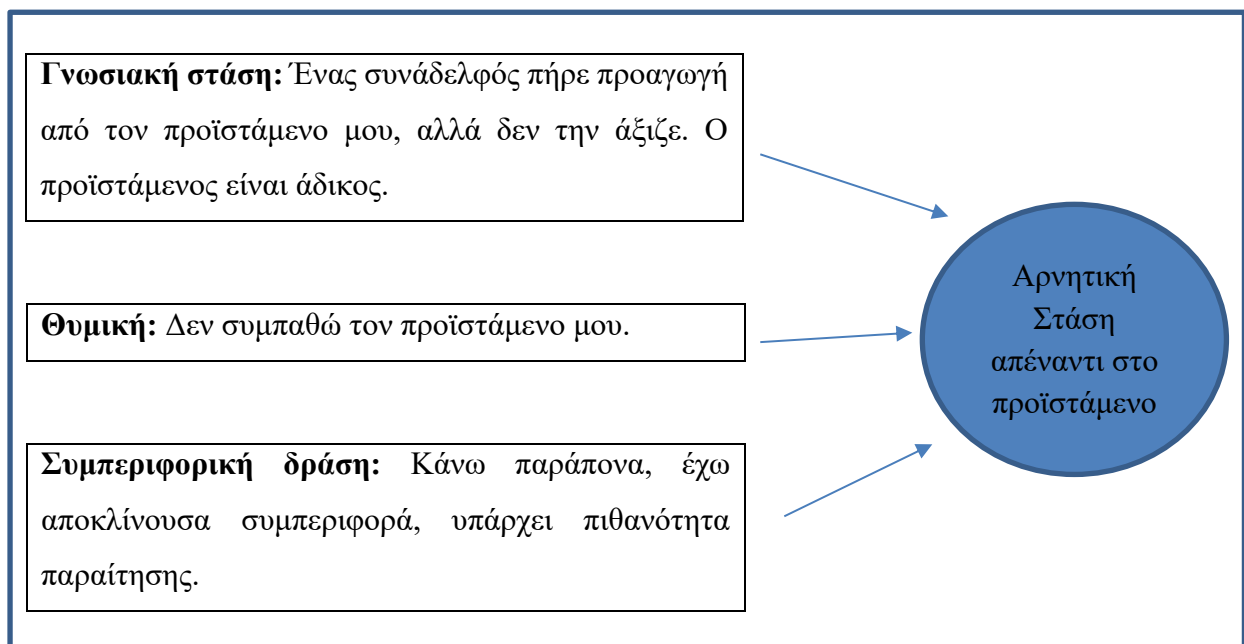 Γνωσιακή στάση: Ένας συνάδελφός πήρε προαγωγή
από τον προϊστάμενο μου, αλλά δεν την άξιζε. Ο
προϊστάμενος είναι άδικος.
Θυμική: Δεν συμπαθώ τον προϊστάμενο μου.
Συμπεριφορική δράση: Κάνω παράπονα, έχω
αποκλίνουσα συμπεριφορά, υπάρχει πιθανότητα
παραίτησης.
Αρνητική
Στάση
απέναντι στο
προϊστάμενο